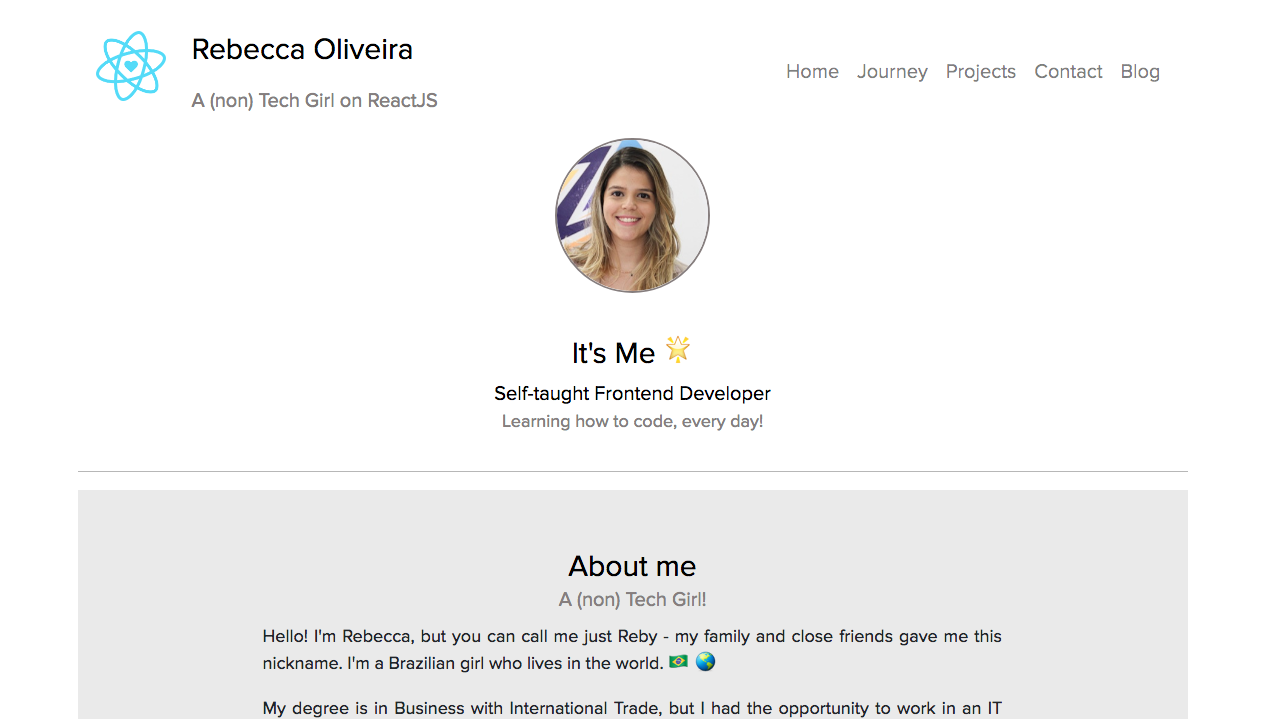 Rebecca Oliveira
A (non) Tech Girl on ReactJS
Home Journey Projects Contact Blog
It's Me 🌟
Self-taught Frontend Developer
Learning how to code, every day!
About me
A (non) Tech Girl!
Hello! I'm Rebecca, but you can call me just Reby - my family and close friends gave me this
nickname. I'm a Brazilian girl who lives in the world. 🇧🇷 🌎
My degree is in Business with International Trade, but I had the opportunity to work in an IT